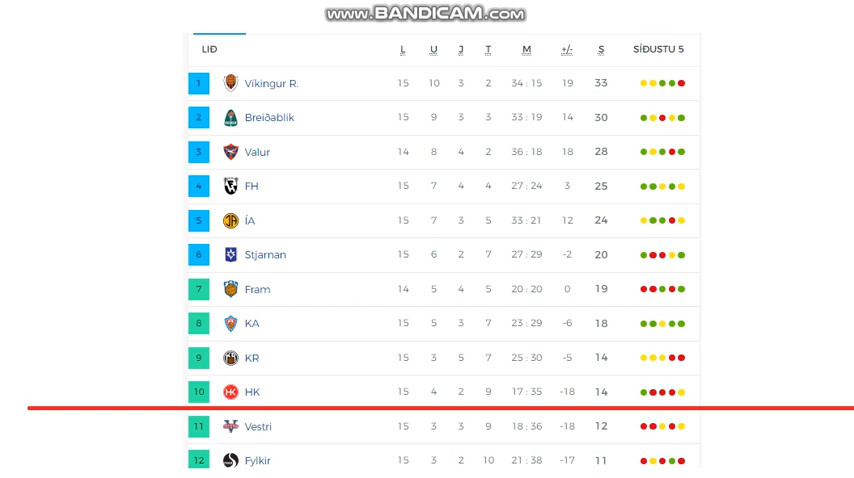 www.BANDICAM.com
LIÐ L U J T M +/- S SÍÐUSTU 5
1 Víkingur R. 15 10 3 2 34 : 15 19 33
2 Breiðablik 15 9 3 3 33 : 19 14 30
3 Valur 14 8 4 2 36 : 18 18 28
4 FH 15 7 4 4 27 : 24 3 25
5 ÍA 15 7 3 5 33 : 21 12 24
6 Stjarnan 15 6 2 7 27 : 29 -2 20
7 Fram 14 5 4 5 20 : 20 0 19
8 KA 15 5 3 7 23 : 29 -6 18
9 KR 15 3 5 7 25 : 30 -5 14
10 HK HK 15 4 2 9 17 : 35 -18 14
11 Vestri 15 3 3 9 18 : 36 -18 12
12 Fylkir 15 3 2 10 21 : 38 -17 11